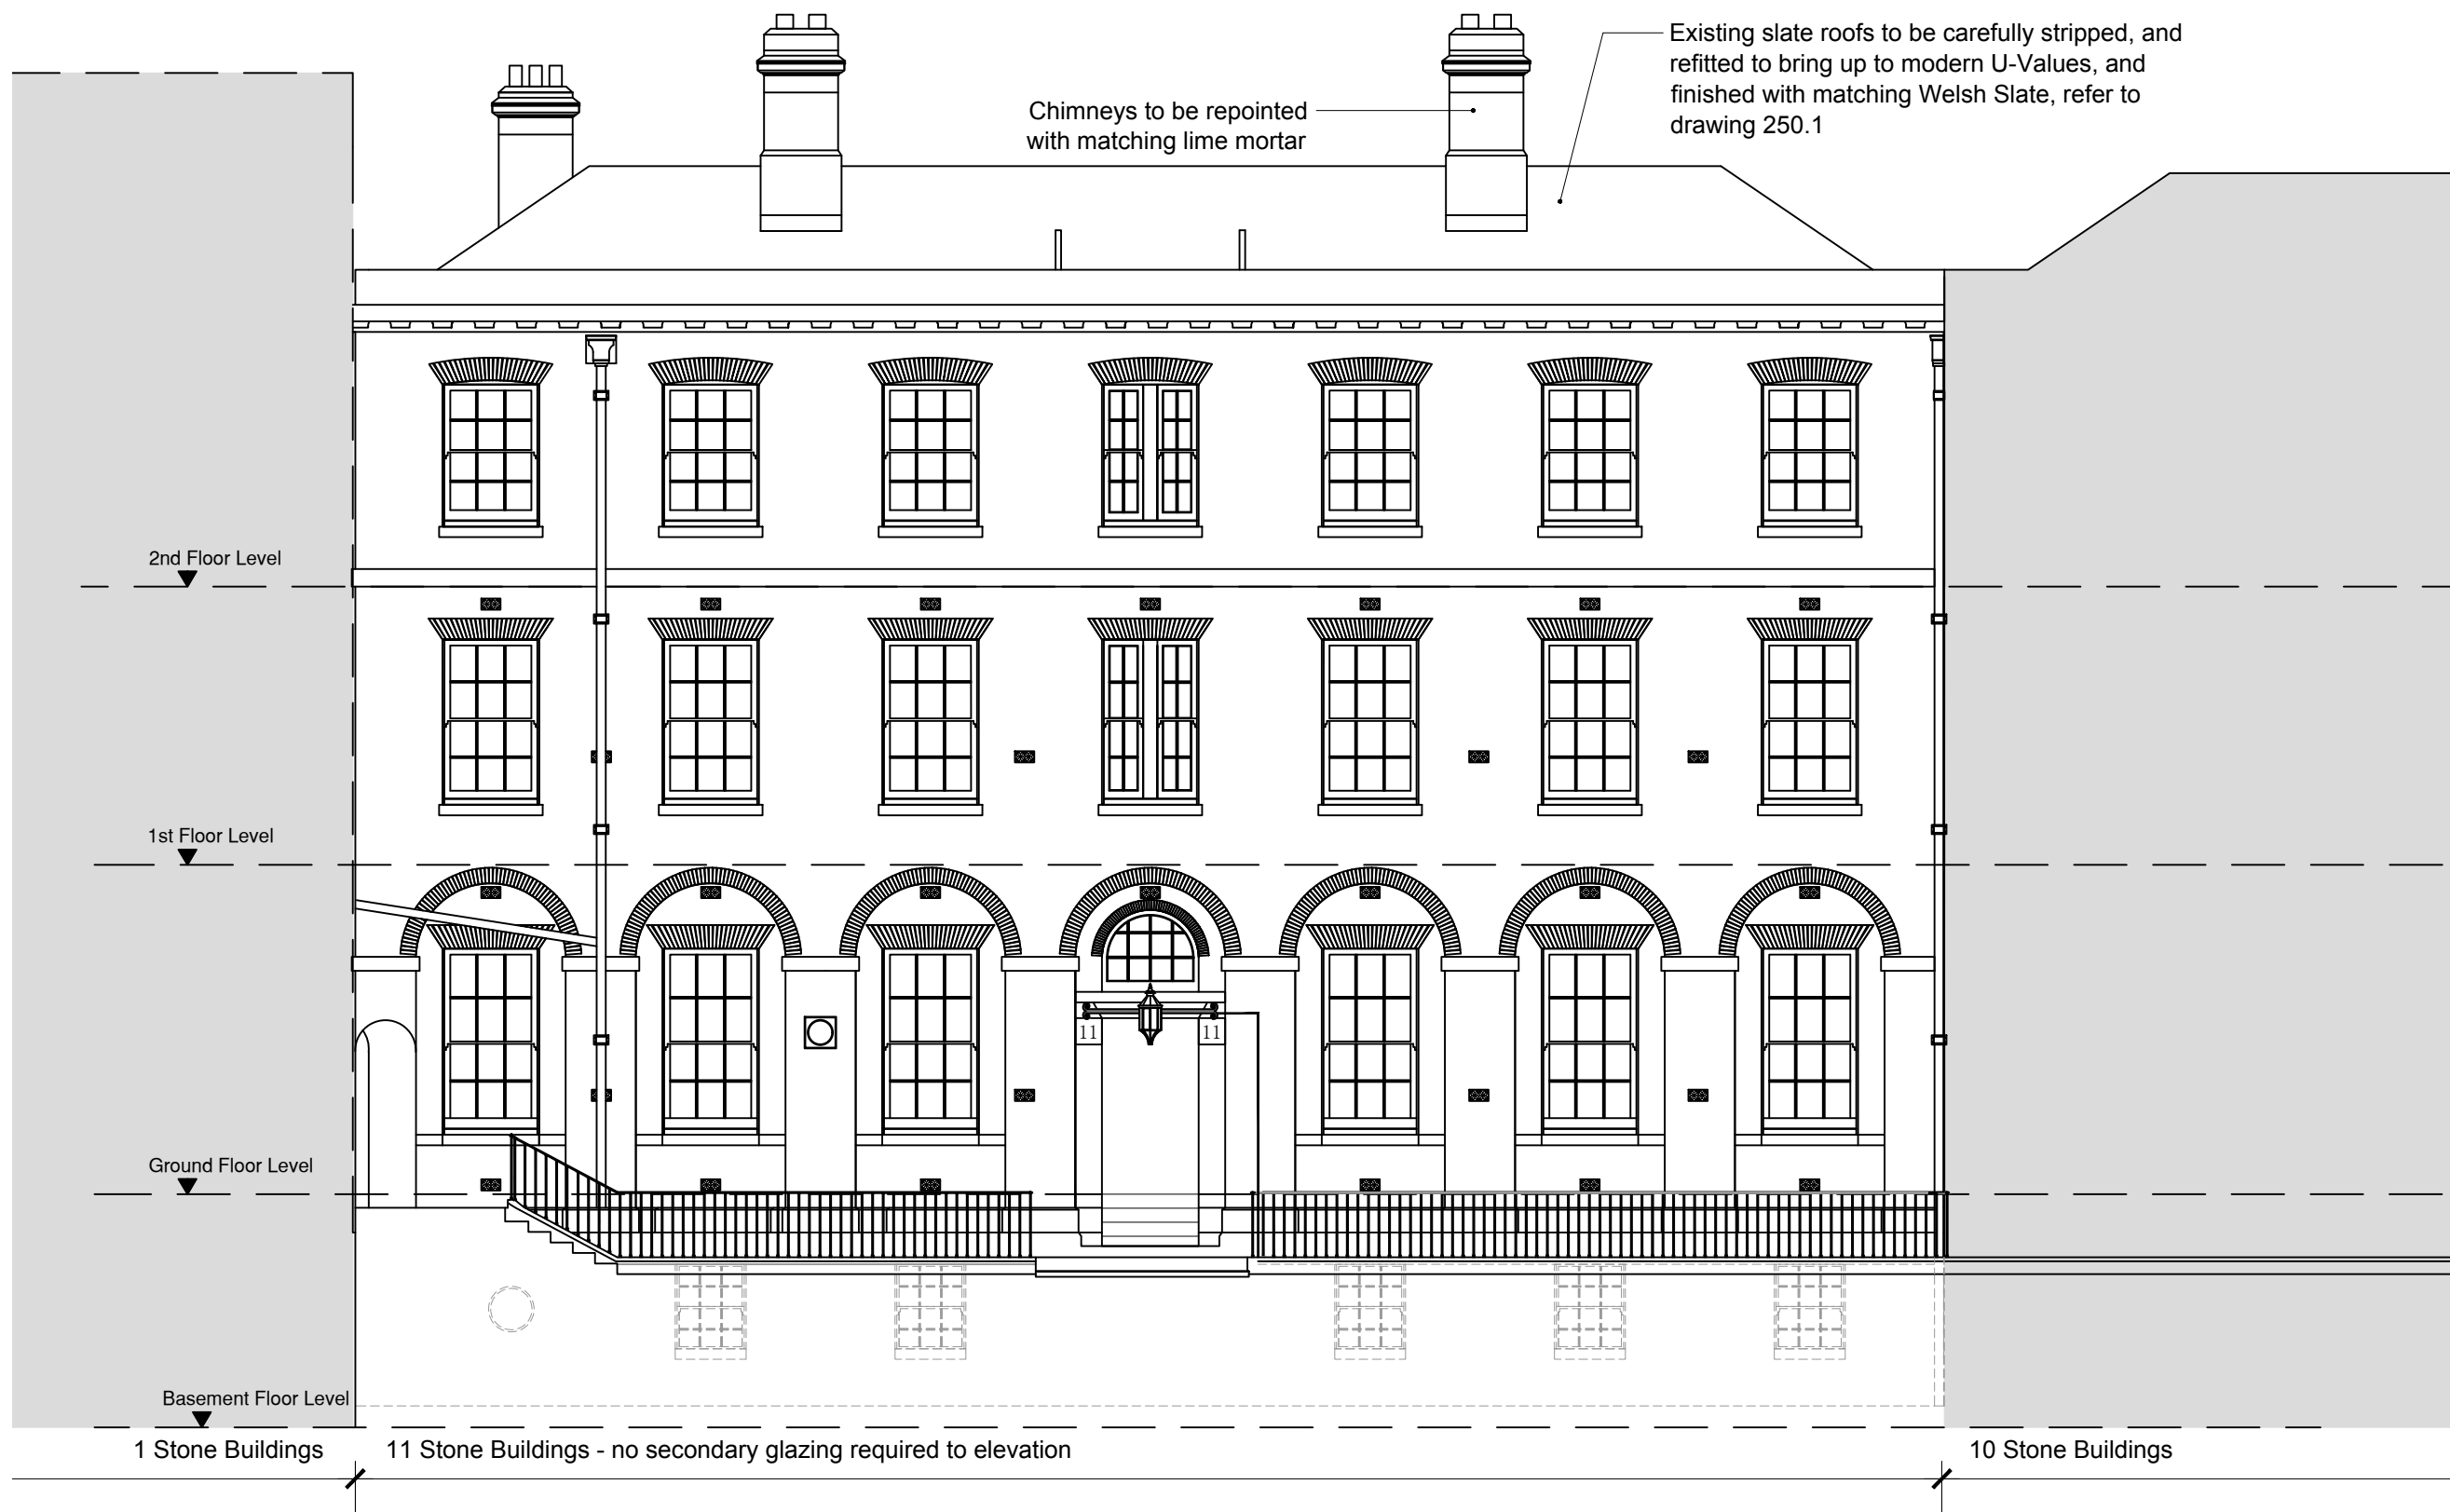 Existing slate roofs to be carefully stripped, and
refitted to bring up to modern U-Values, and
finished with matching Welsh Slate, refer to
drawing 250.1
Chimneys to be repointed
with matching lime mortar
2nd Floor Level
1st Floor Level
11 11
Ground Floor Level
Basement Floor Level
1 Stone Buildings
11 Stone Buildings - no secondary glazing required to elevation
10 Stone Buildings